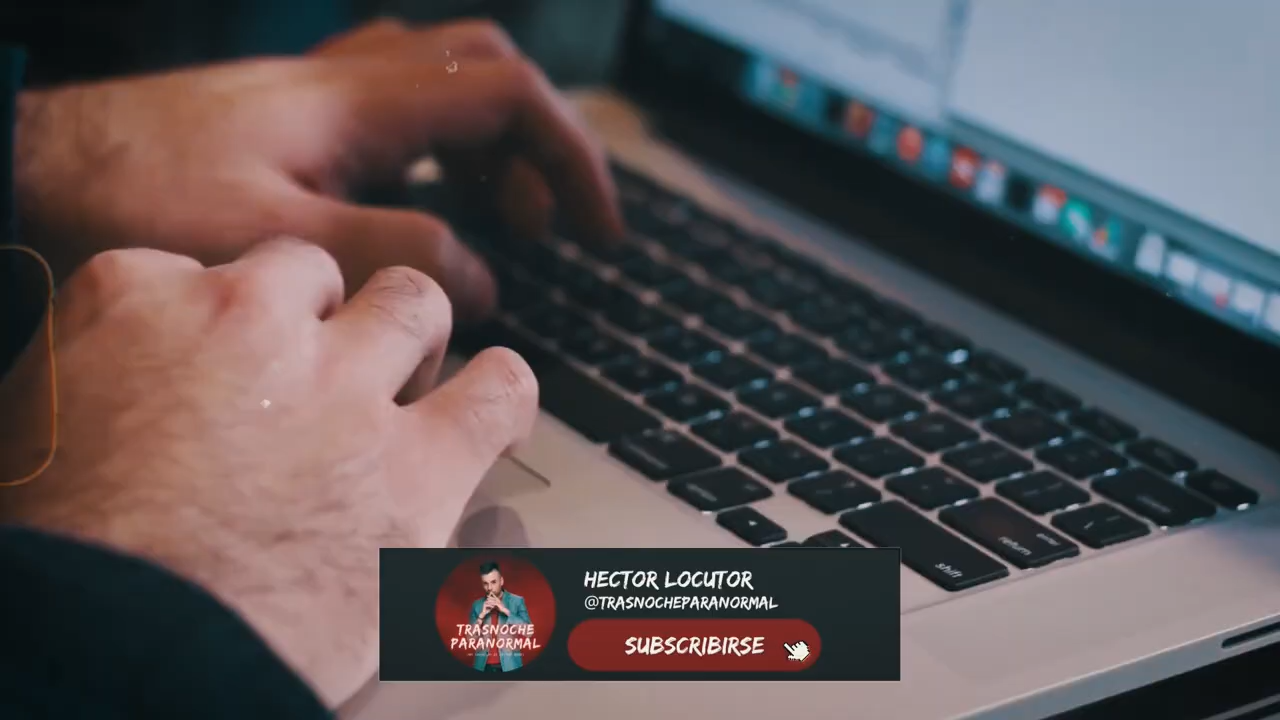 HECTOR LOCUTOR
@TRASNOCHEPARANORMAL
TRASNOCHE
PARANORMAL
SUBSCRIBIRSE
return
shift